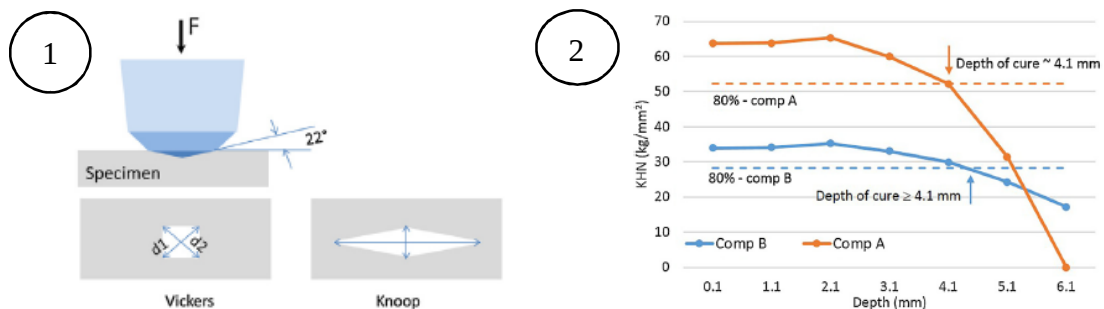 1
F
22°
Specimen
d1 d2
Vickers
Knoop
2
KHN (kg/mm²)
70
60
50
40
30
20
10
0
Depth of cure ~ 4.1 mm
80% - comp A
80% - comp B
Depth of cure ≥ 4.1 mm
Comp B Comp A
0.1 1.1 2.1 3.1 4.1 5.1 6.1
Depth (mm)